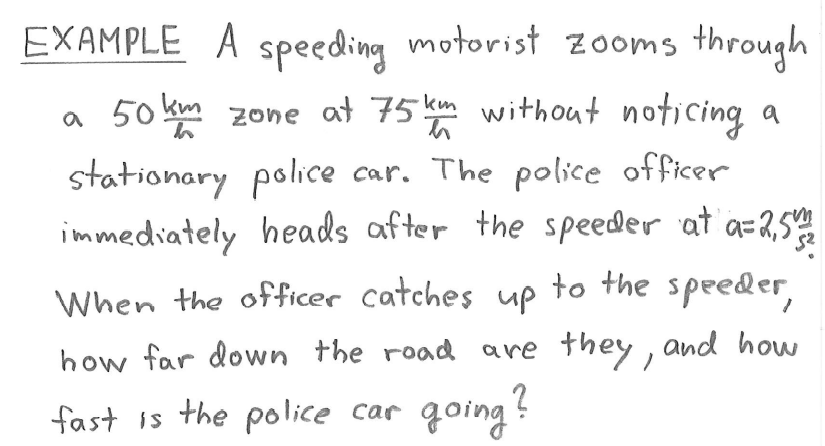 EXAMPLE A speeding motorist zooms through
a 50 km/h zone at 75 km/h without noticing a
stationary police car. The police officer
immediately heads after the speeder at a=2,5 m/s².
When the officer catches up to the speeder,
how far down the road are they, and how
fast is the police car going?